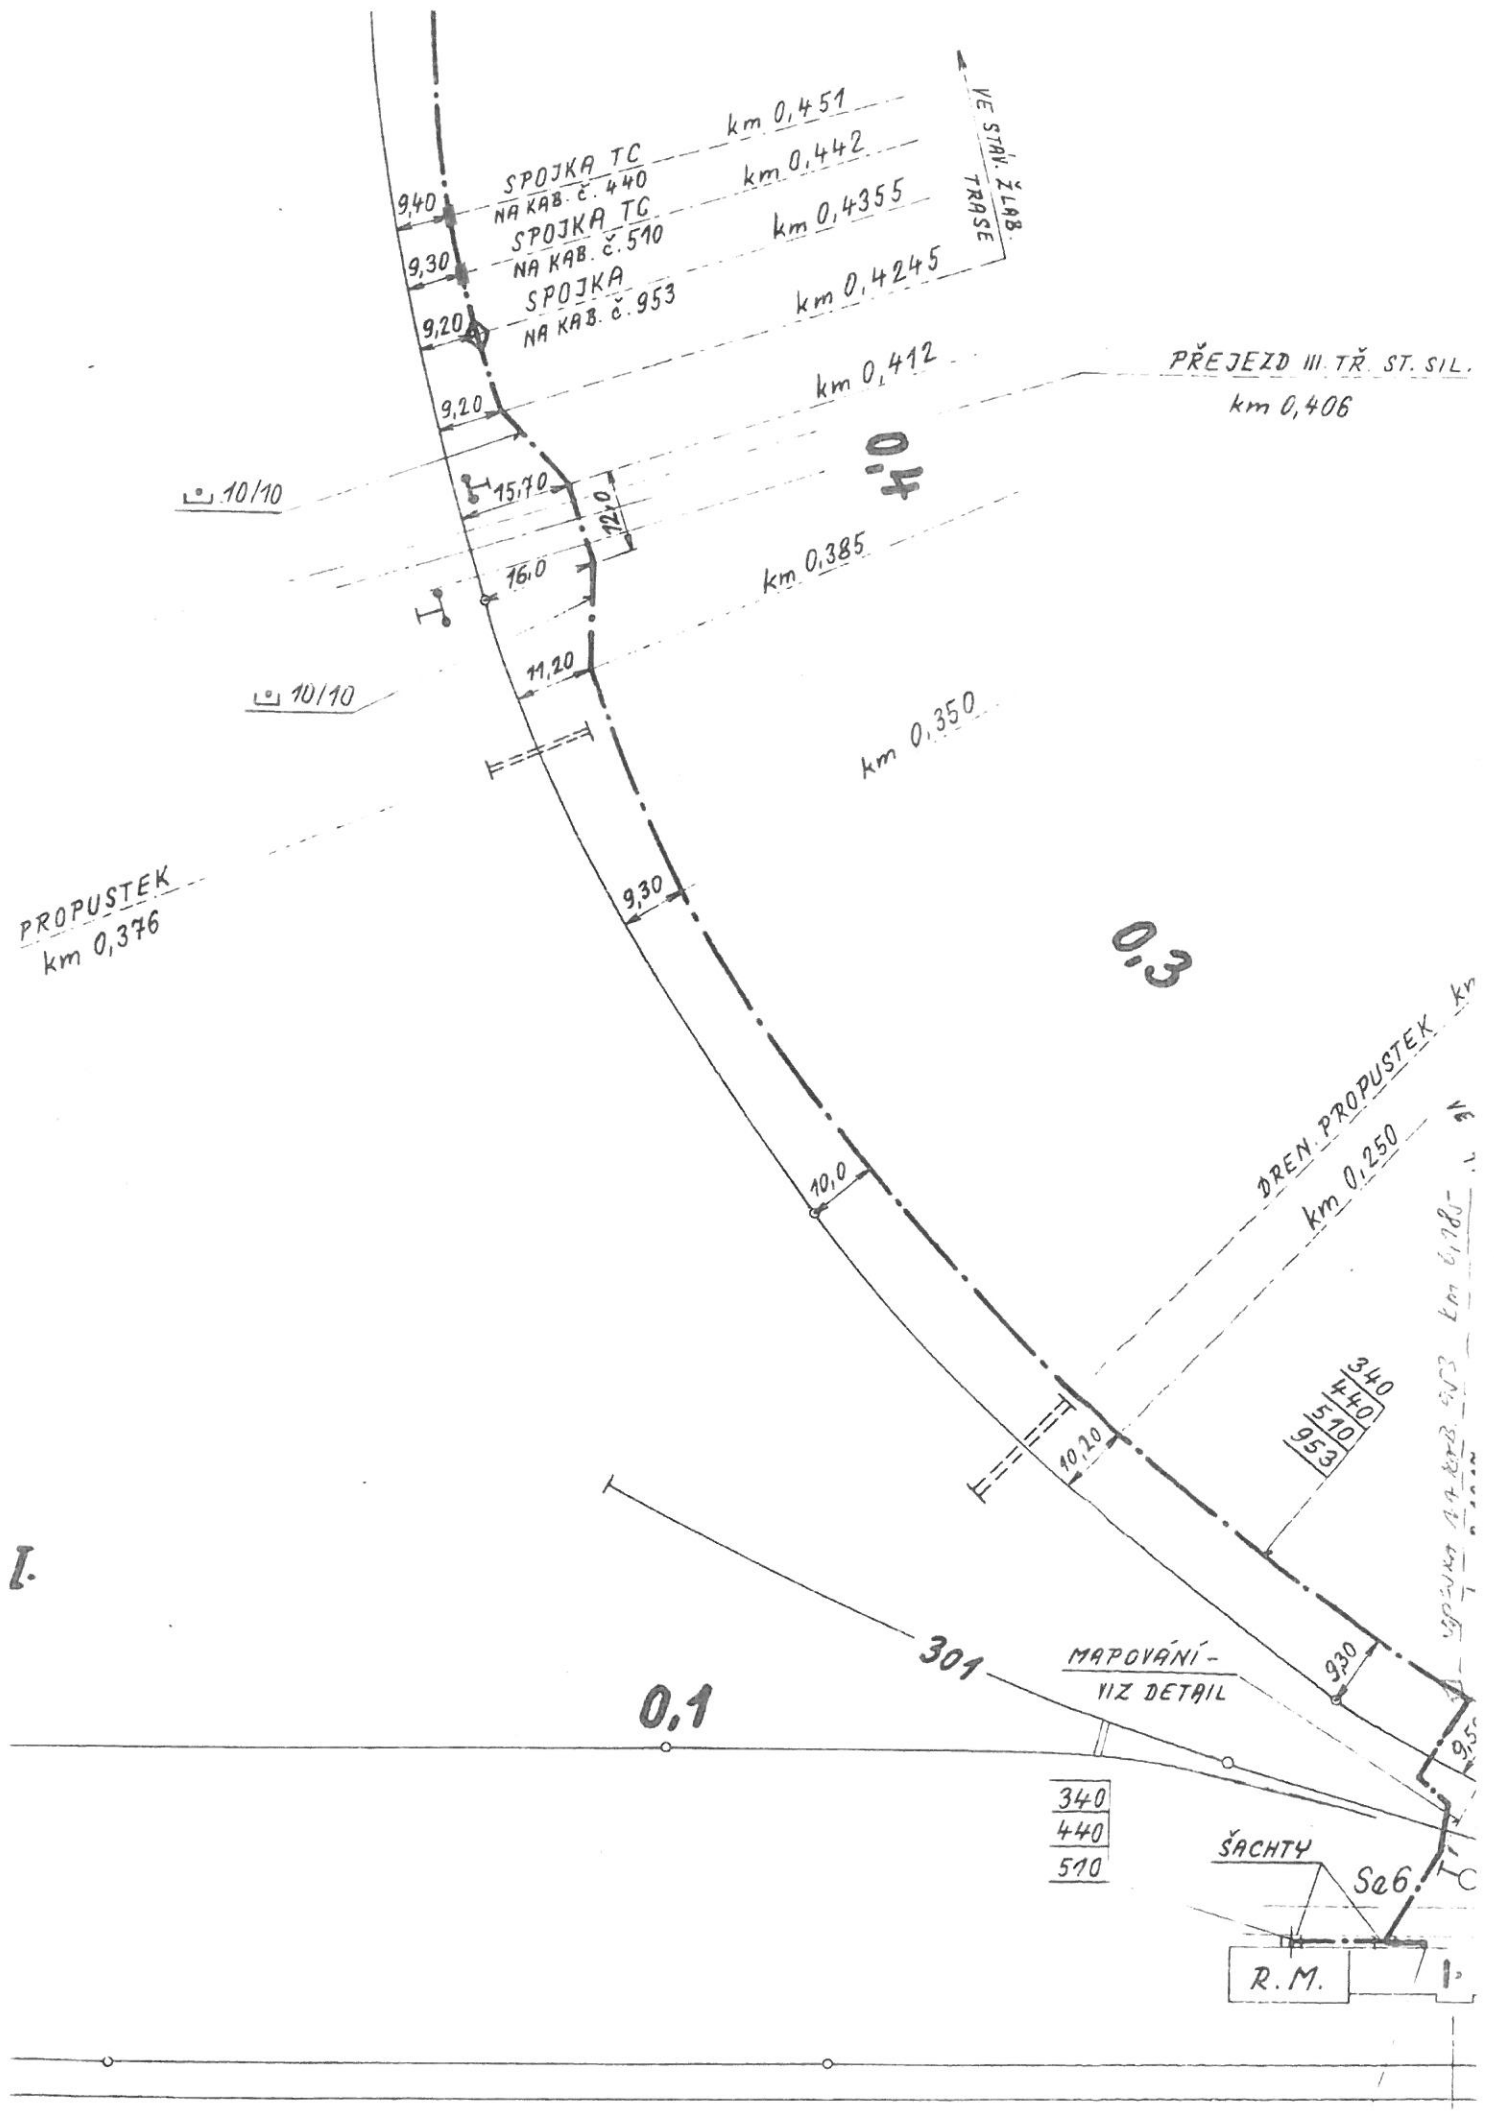 km 0,451
SPOJKA TC
NA KAB. č. 440
km 0,442
SPOJKA TC
NA KAB. č. 510
km 0,4355
SPOJKA
NA KAB. č. 953
VE STÁV. ŽLAB.
TRASE
km 0,4245
9,40
9,30
9,20
9,20
km 0,412
PŘEJEZD III. TŘ. ST. SIL.
km 0,406
0,4
10/10
15,70
12,0
16,0
km 0,385
11,20
10/10
km 0,350
PROPUSTEK
km 0,376
9,30
0,3
DREN. PROPUSTEK
km 0,250
10,0
km 0,185
10,20
340
440
510
953
I.
301
MAPOVÁNÍ -
VIZ DETAIL
9,30
0,1
340
440
510
ŠACHTY
Se6
R.M.